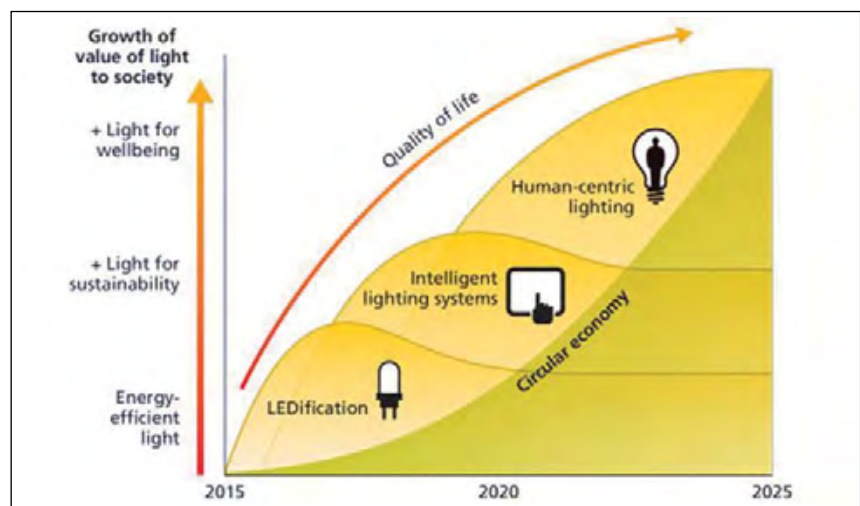 Growth of
value of light
to society
+ Light for
wellbeing
+ Light for
sustainability
Energy-
efficient
light
Quality of life
Human-centric
lighting
Intelligent
lighting systems
LEDification
Circular economy
2015
2020
2025